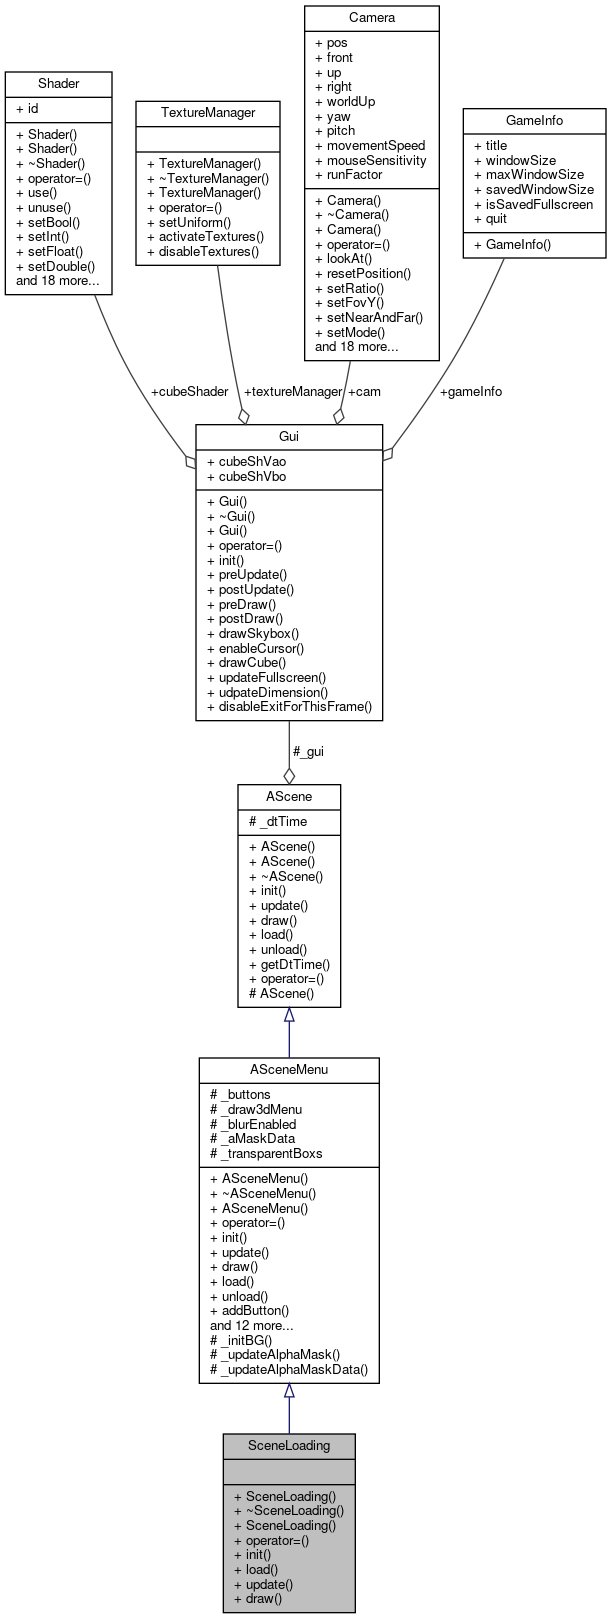 Camera
+ pos
+ front
+ up
+ right
+ worldUp
+ yaw
+ pitch
+ movementSpeed
+ mouseSensitivity
+ runFactor
+ Camera()
+ ~Camera()
+ Camera()
+ operator=()
+ lookAt()
+ resetPosition()
+ setRatio()
+ setFovY()
+ setNearAndFar()
+ setMode()
and 18 more...
Shader
+ id
+ Shader()
+ Shader()
+ ~Shader()
+ operator=()
+ use()
+ unuse()
+ setBool()
+ setInt()
+ setFloat()
+ setDouble()
and 18 more...
TextureManager
+ TextureManager()
+ ~TextureManager()
+ TextureManager()
+ operator=()
+ setUniform()
+ activateTextures()
+ disableTextures()
GameInfo
+ title
+ windowSize
+ maxWindowSize
+ savedWindowSize
+ isSavedFullscreen
+ quit
+ GameInfo()
+cubeShader
+textureManager
+cam
+gameInfo
Gui
+ cubeShVao
+ cubeShVbo
+ Gui()
+ ~Gui()
+ Gui()
+ operator=()
+ init()
+ preUpdate()
+ postUpdate()
+ preDraw()
+ postDraw()
+ drawSkybox()
+ enableCursor()
+ drawCube()
+ updateFullscreen()
+ udpateDimension()
+ disableExitForThisFrame()
#_gui
AScene
# _dtTime
+ AScene()
+ AScene()
+ ~AScene()
+ init()
+ update()
+ draw()
+ load()
+ unload()
+ getDtTime()
+ operator=()
# AScene()
ASceneMenu
# _buttons
# _draw3dMenu
# _blurEnabled
# _aMaskData
# _transparentBoxs
+ ASceneMenu()
+ ~ASceneMenu()
+ ASceneMenu()
+ operator=()
+ init()
+ update()
+ draw()
+ load()
+ unload()
+ addButton()
and 12 more...
# _initBG()
# _updateAlphaMask()
# _updateAlphaMaskData()
SceneLoading
+ SceneLoading()
+ ~SceneLoading()
+ SceneLoading()
+ operator=()
+ init()
+ load()
+ update()
+ draw()